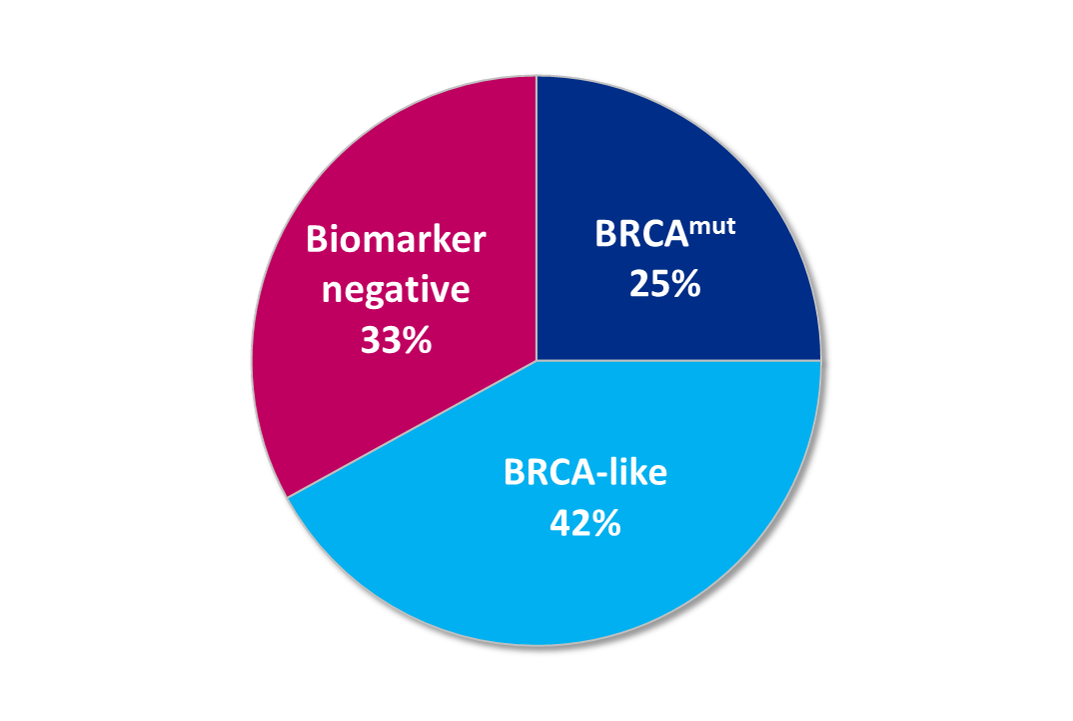 Biomarker
negative
33%
BRCAᵐᵘᵗ
25%
BRCA-like
42%